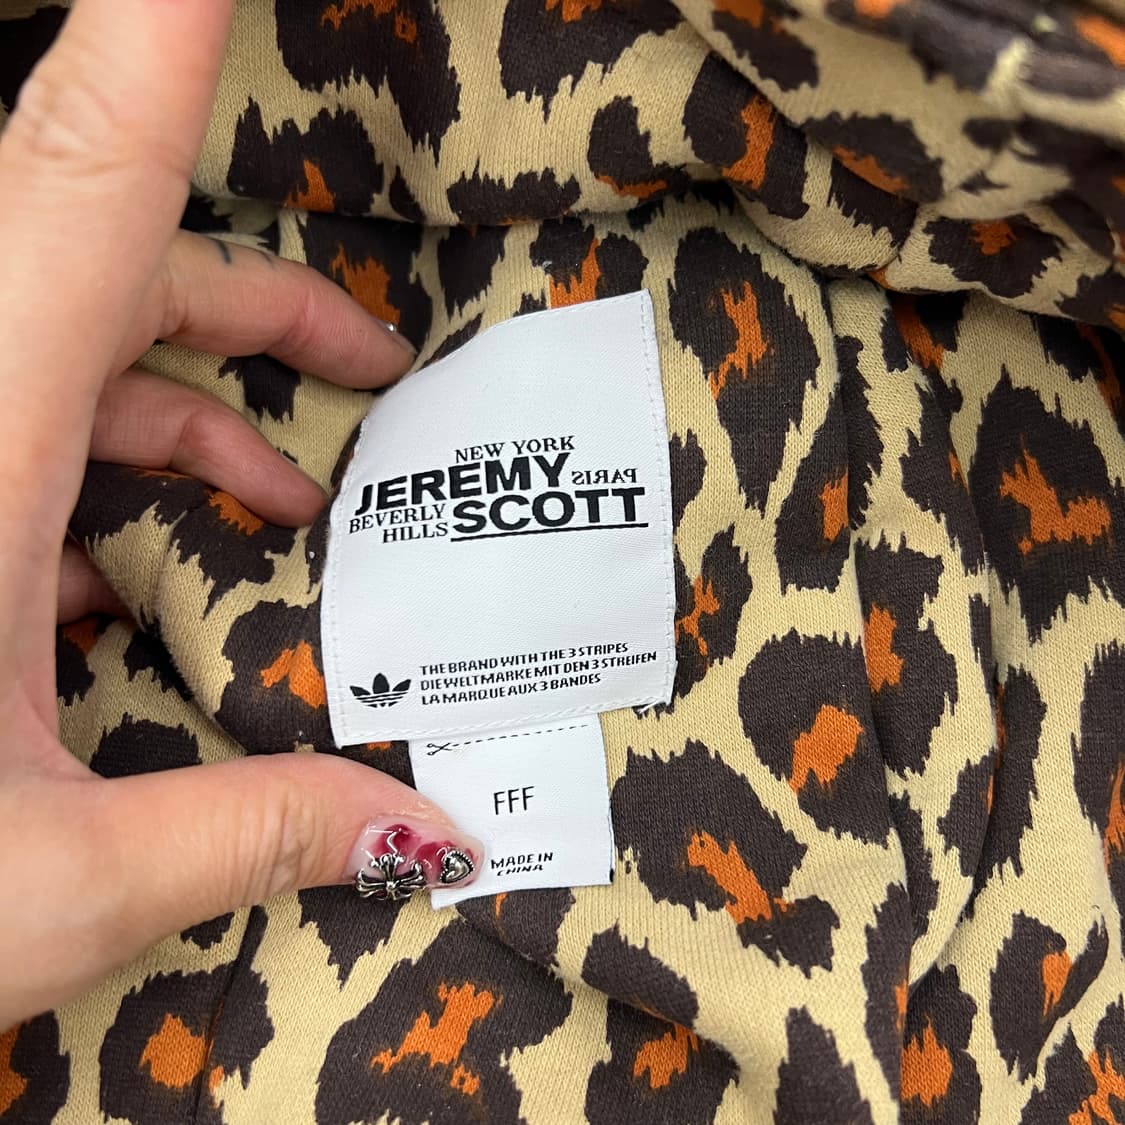 NEW YORK
JEREMY PARIS
BEVERLY SCOTT
HILLS
THE BRAND WITH THE 3 STRIPES
DIE WELTMARKE MIT DEN 3 STREIFEN
LA MARQUE AUX 3 BANDES
FFF
MADE IN
CHINA